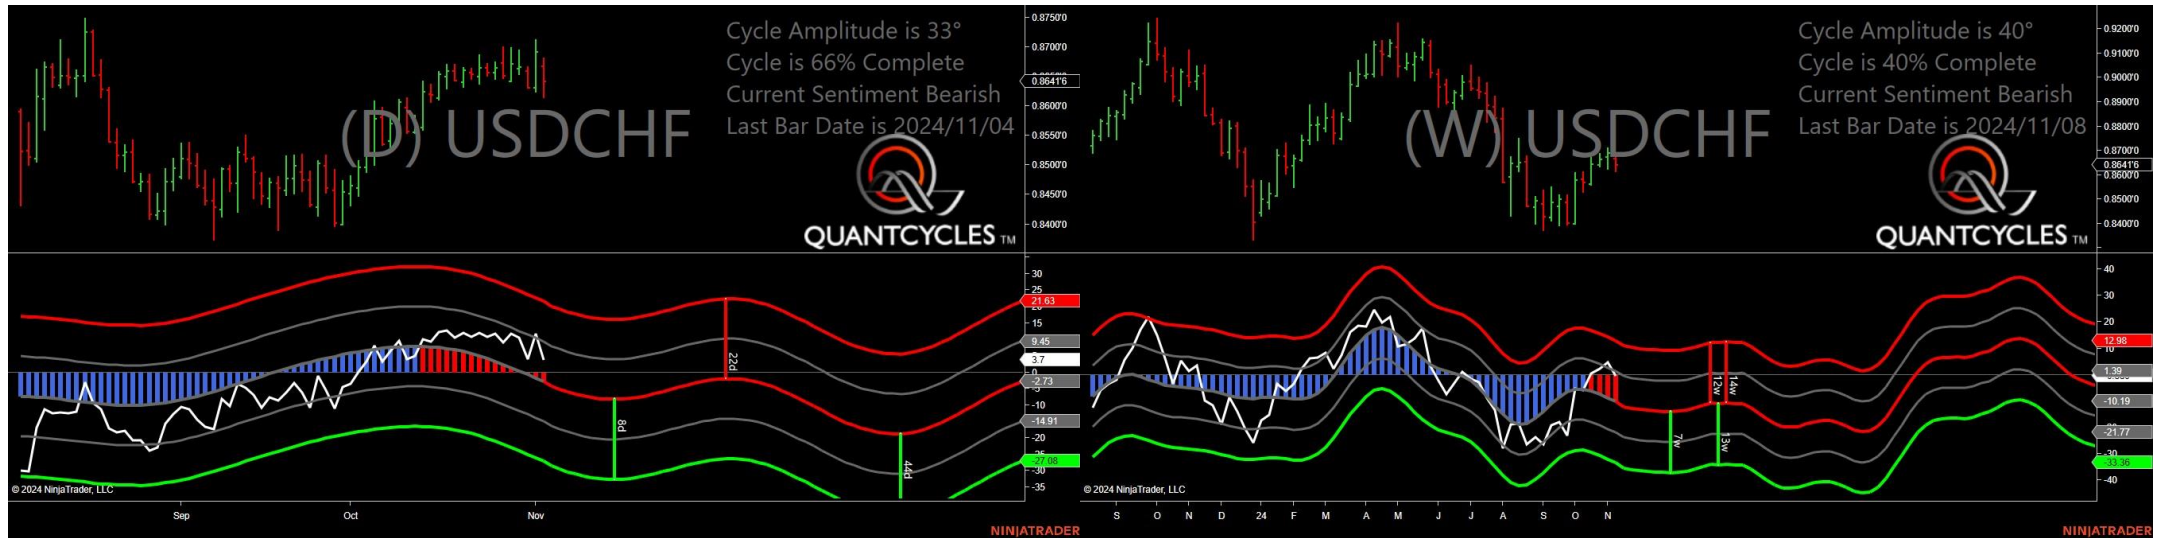 Cycle Amplitude is 33°
Cycle is 66% Complete
Current Sentiment Bearish
Last Bar Date is 2024/11/04
(D) USDCHF
QUANTCYCLES TM
0.8750'0
0.8700'0
0.8641'6
0.8600'0
0.8550'0
0.8500'0
0.8450'0
0.8400'0
30
25
21.63
15
9.45
3.7
0
-2.73
-10
-14.91
-20
-27.08
-30
-35
22d
8d
44d
© 2024 NinjaTrader, LLC
Sep
Oct
Nov
NINJATRADER
Cycle Amplitude is 40°
Cycle is 40% Complete
Current Sentiment Bearish
Last Bar Date is 2024/11/08
(W) USDCHF
QUANTCYCLES TM
0.9200'0
0.9100'0
0.9000'0
0.8900'0
0.8800'0
0.8700'0
0.8641'6
0.8600'0
0.8500'0
0.8400'0
40
30
20
12.98
10
1.39
-10.19
-21.77
-33.36
-40
12w
14w
7w
13w
© 2024 NinjaTrader, LLC
S O N D 24 F M A M J J A S O N
NINJATRADER